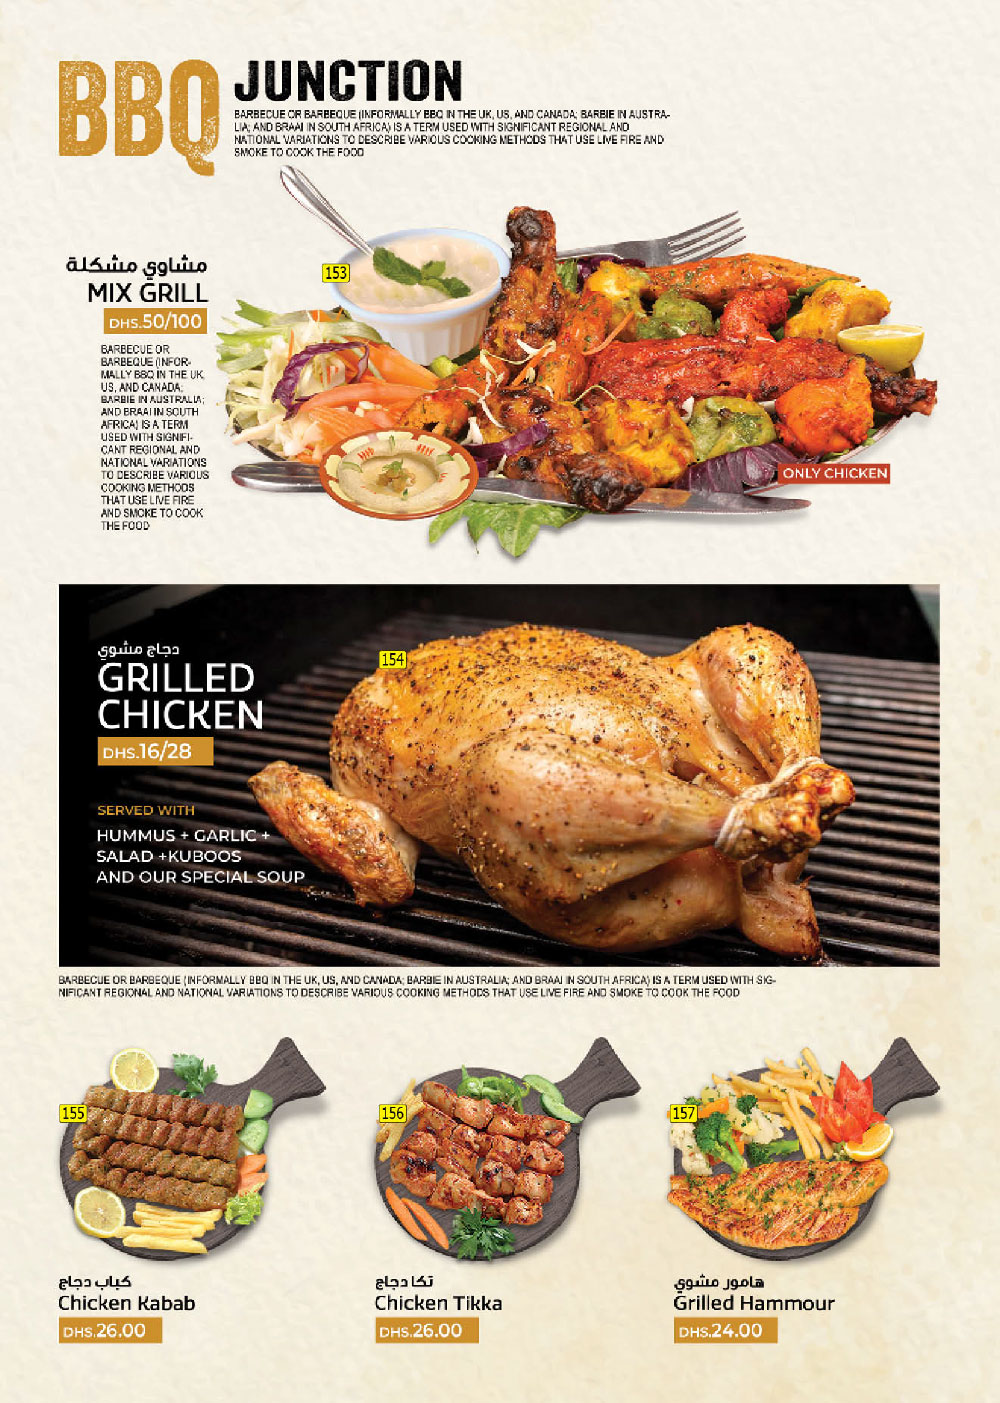 BBQ JUNCTION
BARBECUE OR BARBEQUE (INFORMALLY BBQ IN THE UK, US, AND CANADA; BARBIE IN AUSTRA-
LIA; AND BRAAI IN SOUTH AFRICA) IS A TERM USED WITH SIGNIFICANT REGIONAL AND
NATIONAL VARIATIONS TO DESCRIBE VARIOUS COOKING METHODS THAT USE LIVE FIRE AND
SMOKE TO COOK THE FOOD
153
مشاوي مشكلة
MIX GRILL
DHS.50/100
BARBECUE OR
BARBEQUE (INFOR-
MALLY BBQ IN THE UK,
US, AND CANADA;
BARBIE IN AUSTRALIA;
AND BRAAI IN SOUTH
AFRICA) IS A TERM
USED WITH SIGNIFI-
CANT REGIONAL AND
NATIONAL VARIATIONS
TO DESCRIBE VARIOUS
COOKING METHODS
THAT USE LIVE FIRE
AND SMOKE TO COOK
THE FOOD
ONLY CHICKEN
154
دجاج مشوي
GRILLED
CHICKEN
DHS.16/28
SERVED WITH
HUMMUS + GARLIC +
SALAD +KUBOOS
AND OUR SPECIAL SOUP
BARBECUE OR BARBEQUE (INFORMALLY BBQ IN THE UK, US, AND CANADA; BARBIE IN AUSTRALIA; AND BRAAI IN SOUTH AFRICA) IS A TERM USED WITH SIG-
NIFICANT REGIONAL AND NATIONAL VARIATIONS TO DESCRIBE VARIOUS COOKING METHODS THAT USE LIVE FIRE AND SMOKE TO COOK THE FOOD
155
كباب دجاج
Chicken Kabab
DHS.26.00
156
تكا دجاج
Chicken Tikka
DHS.26.00
157
هامور مشوي
Grilled Hammour
DHS.24.00